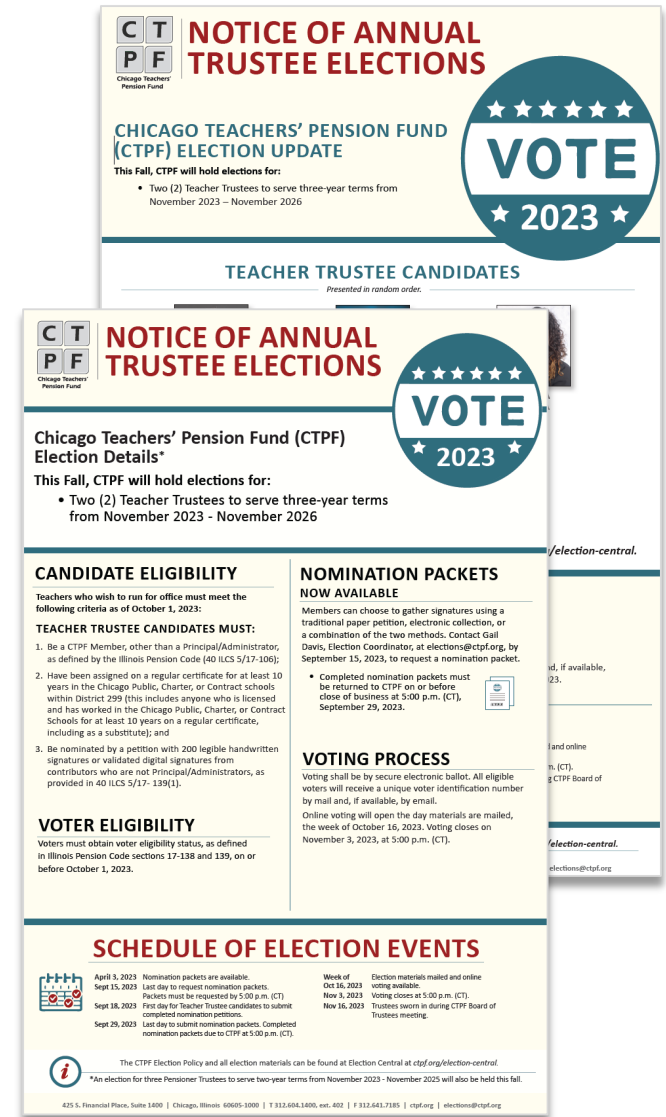 C T
P F
Chicago Teachers'
Pension Fund
NOTICE OF ANNUAL
TRUSTEE ELECTIONS
CHICAGO TEACHERS' PENSION FUND
(CTPF) ELECTION UPDATE
This Fall, CTPF will hold elections for:
• Two (2) Teacher Trustees to serve three-year terms from
November 2023 – November 2026
VOTE
2023
TEACHER TRUSTEE CANDIDATES
Presented in random order.
/election-central.
nd, if available,
23.
l and online
m. (CT).
g CTPF Board of
/election-central.
elections@ctpf.org
C T
P F
Chicago Teachers'
Pension Fund
NOTICE OF ANNUAL
TRUSTEE ELECTIONS
VOTE
2023
Chicago Teachers' Pension Fund (CTPF)
Election Details*
This Fall, CTPF will hold elections for:
• Two (2) Teacher Trustees to serve three-year terms
from November 2023 - November 2026
CANDIDATE ELIGIBILITY
Teachers who wish to run for office must meet the
following criteria as of October 1, 2023:
TEACHER TRUSTEE CANDIDATES MUST:
1. Be a CTPF Member, other than a Principal/Administrator,
as defined by the Illinois Pension Code (40 ILCS 5/17-106);
2. Have been assigned on a regular certificate for at least 10
years in the Chicago Public, Charter, or Contract schools
within District 299 (this includes anyone who is licensed
and has worked in the Chicago Public, Charter, or Contract
Schools for at least 10 years on a regular certificate,
including as a substitute); and
3. Be nominated by a petition with 200 legible handwritten
signatures or validated digital signatures from
contributors who are not Principal/Administrators, as
provided in 40 ILCS 5/17- 139(1).
VOTER ELIGIBILITY
Voters must obtain voter eligibility status, as defined
in Illinois Pension Code sections 17-138 and 139, on or
before October 1, 2023.
NOMINATION PACKETS
NOW AVAILABLE
Members can choose to gather signatures using a
traditional paper petition, electronic collection, or
a combination of the two methods. Contact Gail
Davis, Election Coordinator, at elections@ctpf.org, by
September 15, 2023, to request a nomination packet.
• Completed nomination packets must
be returned to CTPF on or before
close of business at 5:00 p.m. (CT),
September 29, 2023.
VOTING PROCESS
Voting shall be by secure electronic ballot. All eligible
voters will receive a unique voter identification number
by mail and, if available, by email.
Online voting will open the day materials are mailed,
the week of October 16, 2023. Voting closes on
November 3, 2023, at 5:00 p.m. (CT).
SCHEDULE OF ELECTION EVENTS
April 3, 2023 Nomination packets are available.
Sept 15, 2023 Last day to request nomination packets.
Packets must be requested by 5:00 p.m. (CT)
Sept 18, 2023 First day for Teacher Trustee candidates to submit
completed nomination petitions.
Sept 29, 2023 Last day to submit nomination packets. Completed
nomination packets due to CTPF at 5:00 p.m. (CT).
Week of Election materials mailed and online
Oct 16, 2023 voting available.
Nov 3, 2023 Voting closes at 5:00 p.m. (CT).
Nov 16, 2023 Trustees sworn in during CTPF Board of
Trustees meeting.
i
The CTPF Election Policy and all election materials can be found at Election Central at ctpf.org/election-central.
*An election for three Pensioner Trustees to serve two-year terms from November 2023 - November 2025 will also be held this fall.
425 S. Financial Place, Suite 1400 | Chicago, Illinois 60605-1000 | T 312.604.1400, ext. 402 | F 312.641.7185 | ctpf.org | elections@ctpf.org